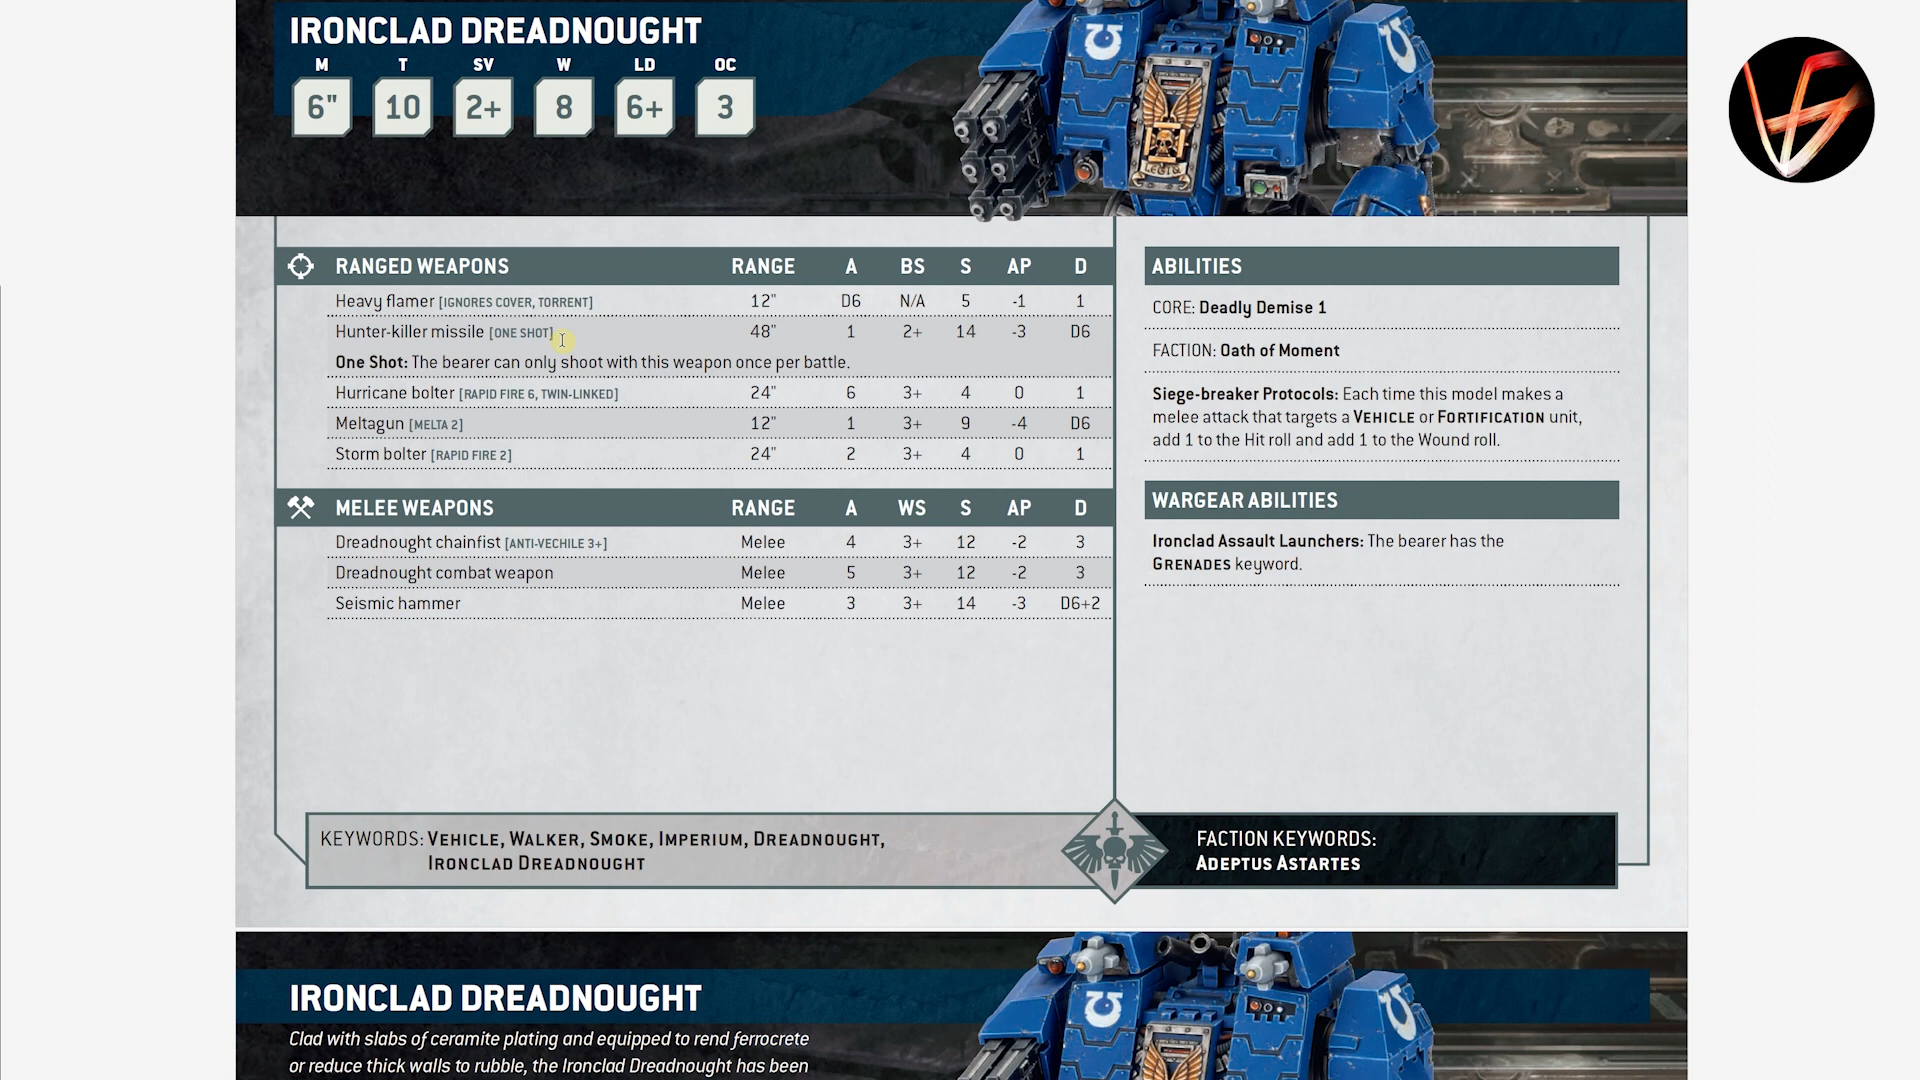 IRONCLAD DREADNOUGHT
M T SV W LD OC
6" 10 2+ 8 6+ 3
RANGED WEAPONS RANGE A BS S AP D
Heavy flamer [IGNORES COVER, TORRENT] 12" D6 N/A 5 -1 1
Hunter-killer missile [ONE SHOT] 48" 1 2+ 14 -3 D6
One Shot: The bearer can only shoot with this weapon once per battle.
Hurricane bolter [RAPID FIRE 6, TWIN-LINKED] 24" 6 3+ 4 0 1
Meltagun [MELTA 2] 12" 1 3+ 9 -4 D6
Storm bolter [RAPID FIRE 2] 24" 2 3+ 4 0 1
MELEE WEAPONS RANGE A WS S AP D
Dreadnought chainfist [ANTI-VECHILE 3+] Melee 4 3+ 12 -2 3
Dreadnought combat weapon Melee 5 3+ 12 -2 3
Seismic hammer Melee 3 3+ 14 -3 D6+2
ABILITIES
CORE: Deadly Demise 1
FACTION: Oath of Moment
Siege-breaker Protocols: Each time this model makes a
melee attack that targets a VEHICLE or FORTIFICATION unit,
add 1 to the Hit roll and add 1 to the Wound roll.
WARGEAR ABILITIES
Ironclad Assault Launchers: The bearer has the
GRENADES keyword.
KEYWORDS: VEHICLE, WALKER, SMOKE, IMPERIUM, DREADNOUGHT,
IRONCLAD DREADNOUGHT
FACTION KEYWORDS:
ADEPTUS ASTARTES
IRONCLAD DREADNOUGHT
Clad with slabs of ceramite plating and equipped to rend ferrocrete
or reduce thick walls to rubble, the Ironclad Dreadnought has been